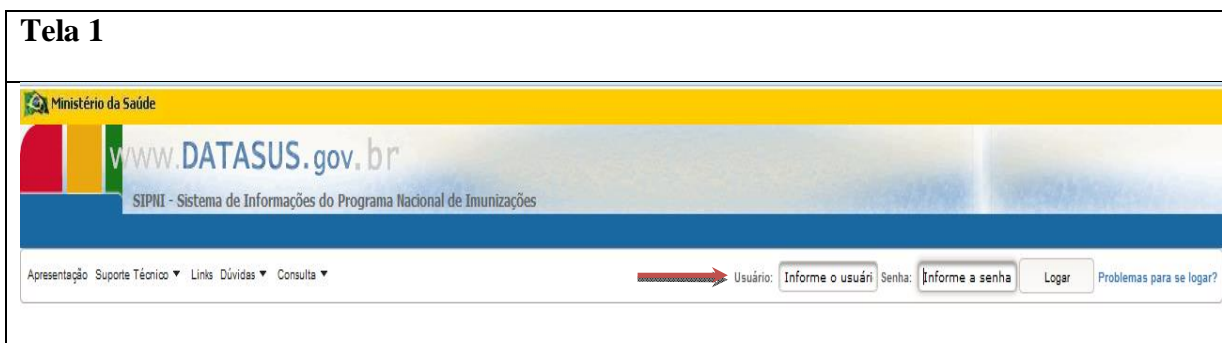 Tela 1
Ministério da Saúde
www.DATASUS.gov.br
SIPNI - Sistema de Informações do Programa Nacional de Imunizações
Apresentação Suporte Técnico ▼ Links Dúvidas ▼ Consulta ▼ Usuário: Informe o usuári Senha: Informe a senha Logar Problemas para se logar?